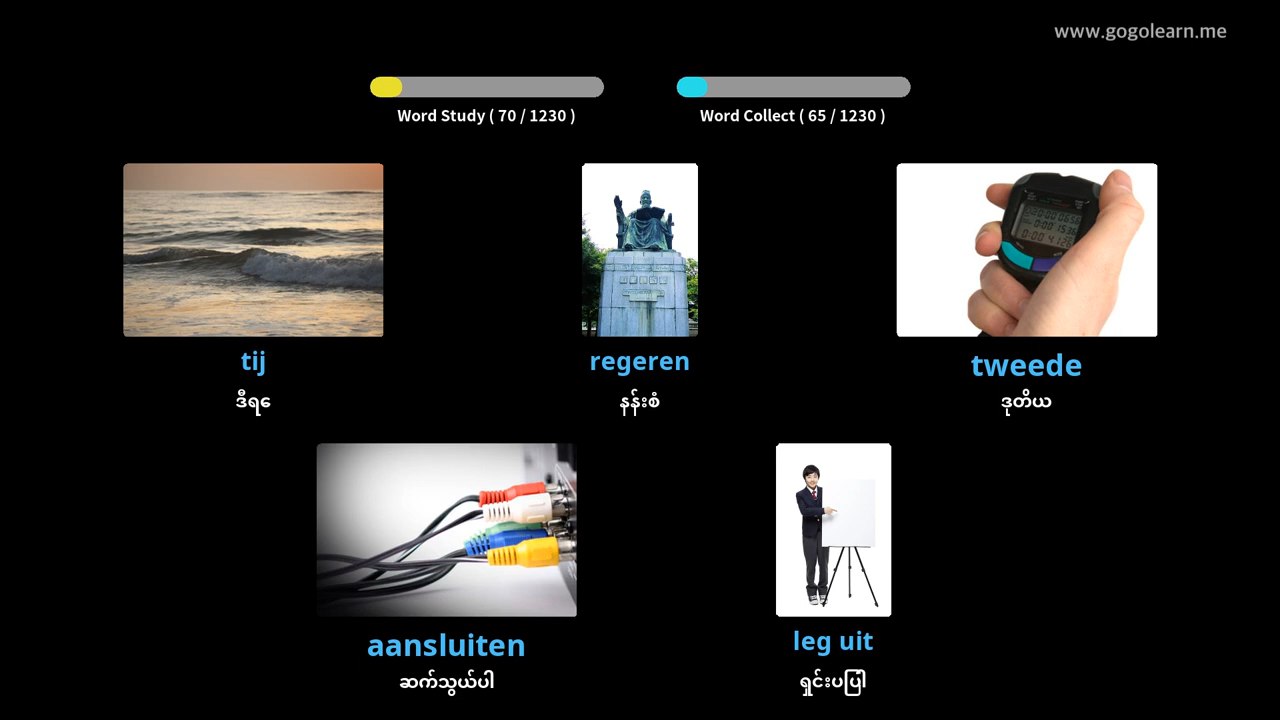 www.gogolearn.me
Word Study ( 70 / 1230 )
Word Collect ( 65 / 1230 )
tij
ဒီရေ
regeren
နန်းစံ
tweede
ဒုတိယ
aansluiten
ဆက်သွယ်ပါ
leg uit
ရှင်းပပြါ